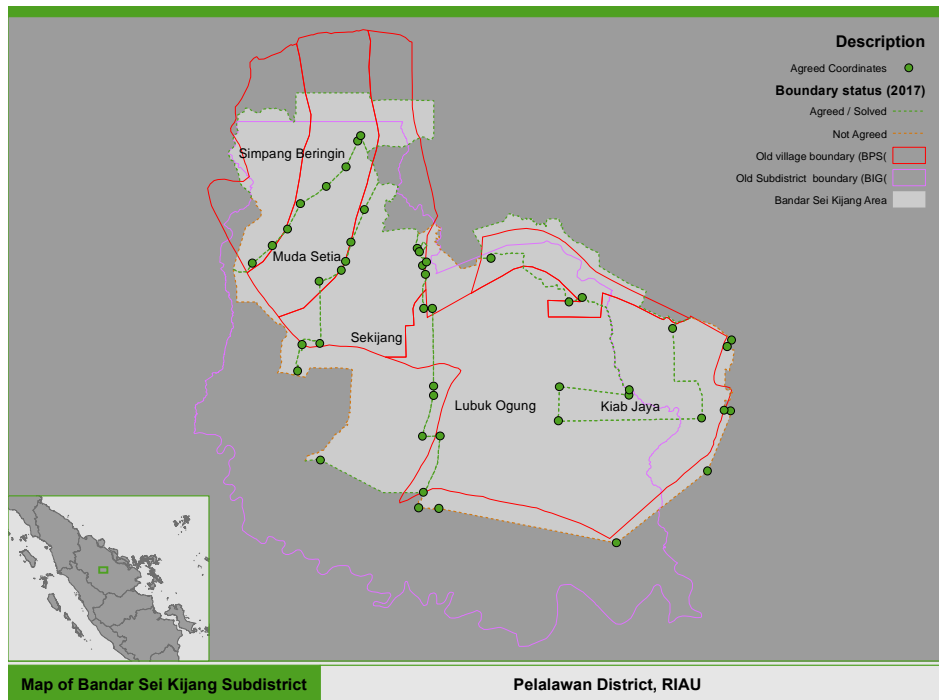 Description
Agreed Coordinates
Boundary status (2017)
Agreed / Solved
Not Agreed
Old village boundary (BPS(
Old Subdistrict boundary (BIG(
Bandar Sei Kijang Area
Simpang Beringin
Muda Setia
Sekijang
Lubuk Ogung
Kiab Jaya
Map of Bandar Sei Kijang Subdistrict
Pelalawan District, RIAU